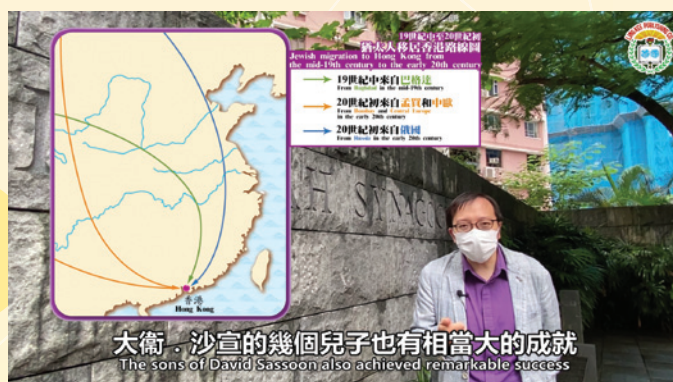 19世紀中至20世紀初
猶太人移居香港路線圖
Jewish migration to Hong Kong from
the mid-19th century to the early 20th century
19世紀中來自巴格達
From Baghdad in the mid-19th century
20世紀初來自孟買和中歐
From Bombay and Central Europe
in the early 20th century
20世紀初來自俄國
From Russia in the early 20th century
香港
Hong Kong
H SYNAGOG
大衞．沙宣的幾個兒子也有相當大的成就
The sons of David Sassoon also achieved remarkable success